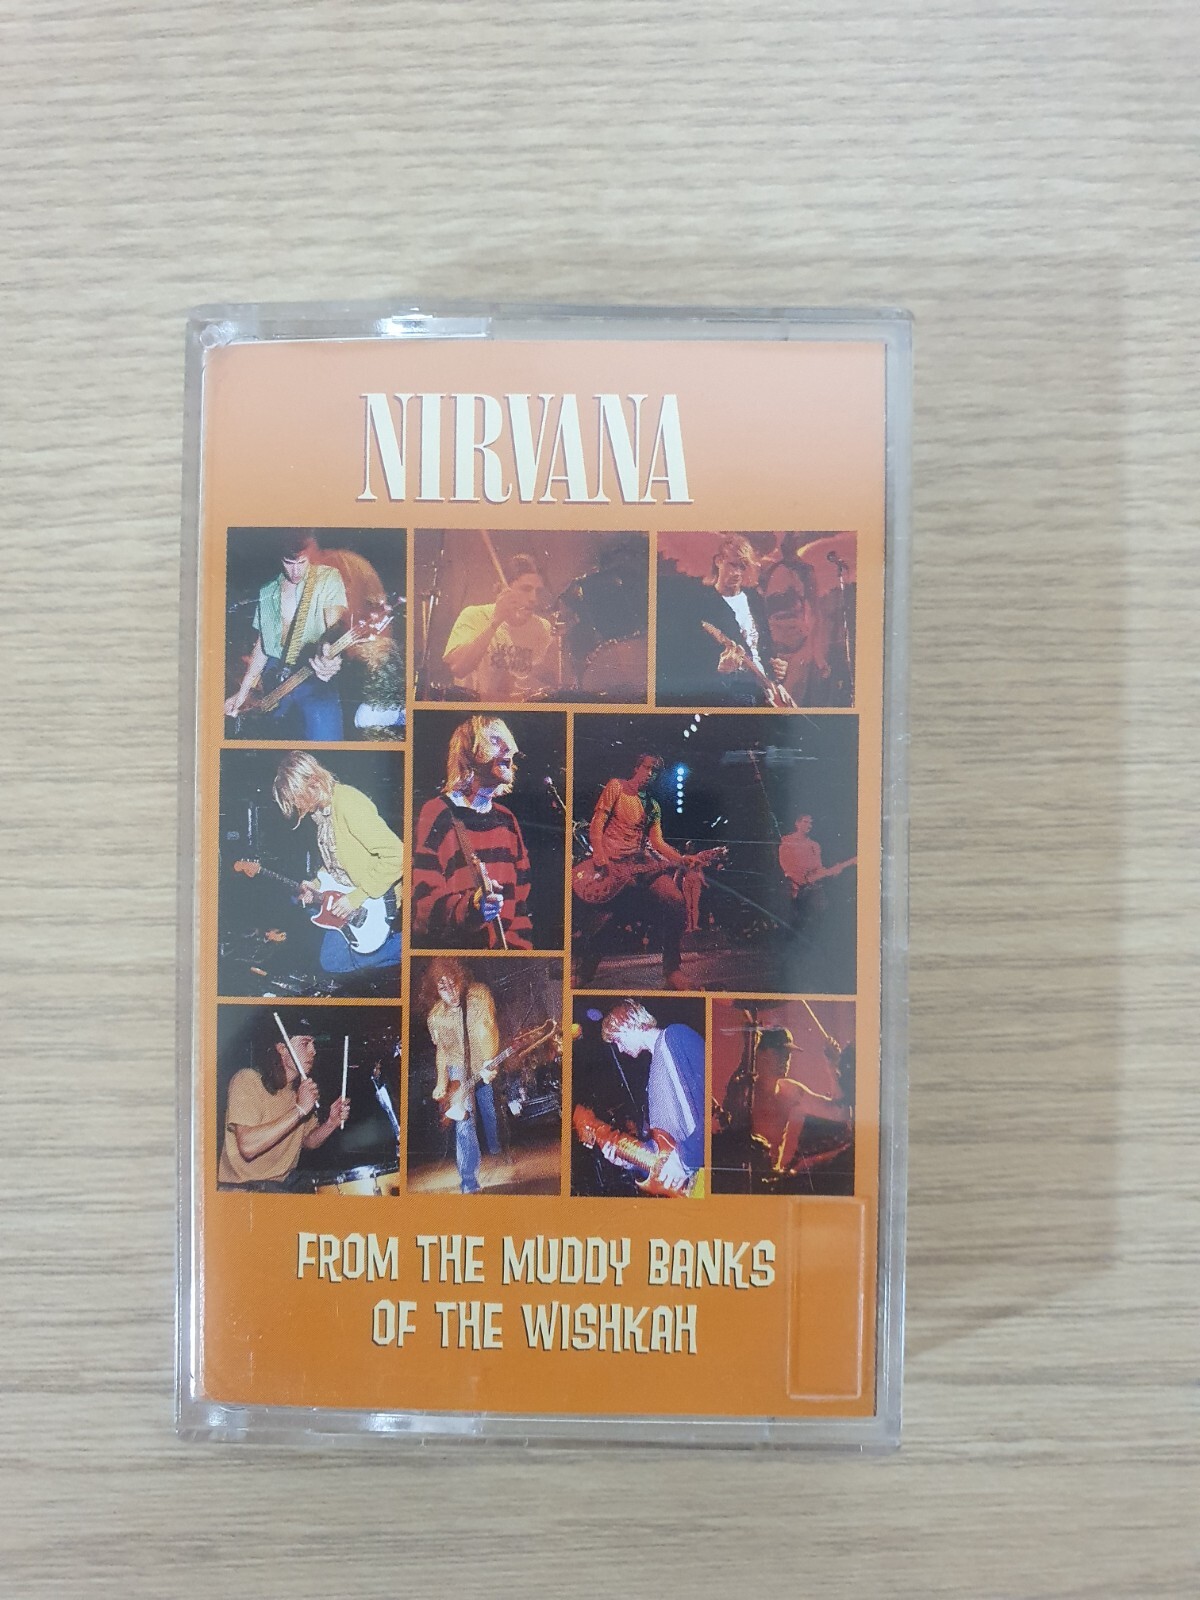 NIRVANA
FROM THE MUDDY BANKS
OF THE WISHKAH